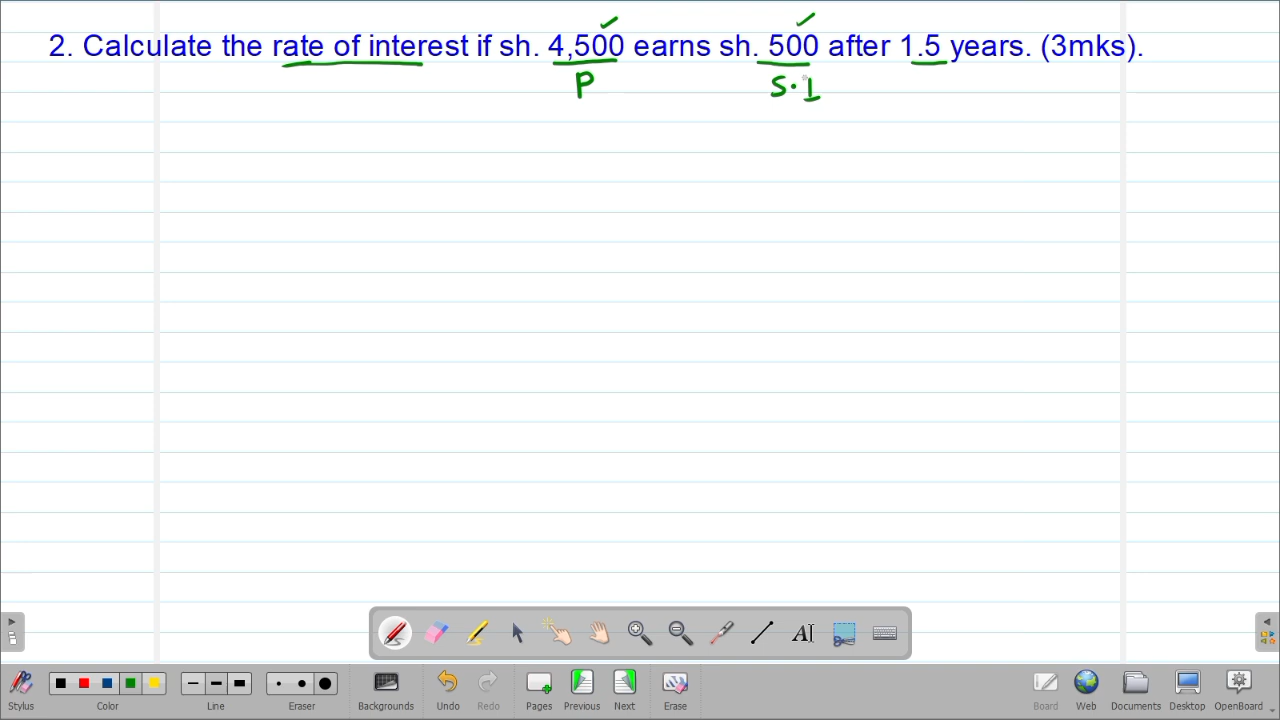 2. Calculate the rate of interest if sh. 4,500 earns sh. 500 after 1.5 years. (3mks).
P S.I
AI
Stylus Color Line Eraser Backgrounds Undo Redo Pages Previous Next Erase Board Web Documents Desktop OpenBoard